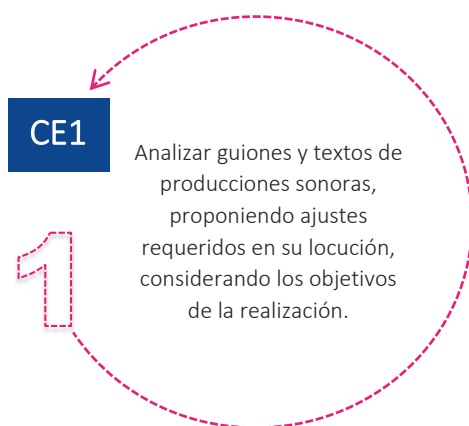 CE1
Analizar guiones y textos de
producciones sonoras,
proponiendo ajustes
requeridos en su locución,
considerando los objetivos
de la realización.
1